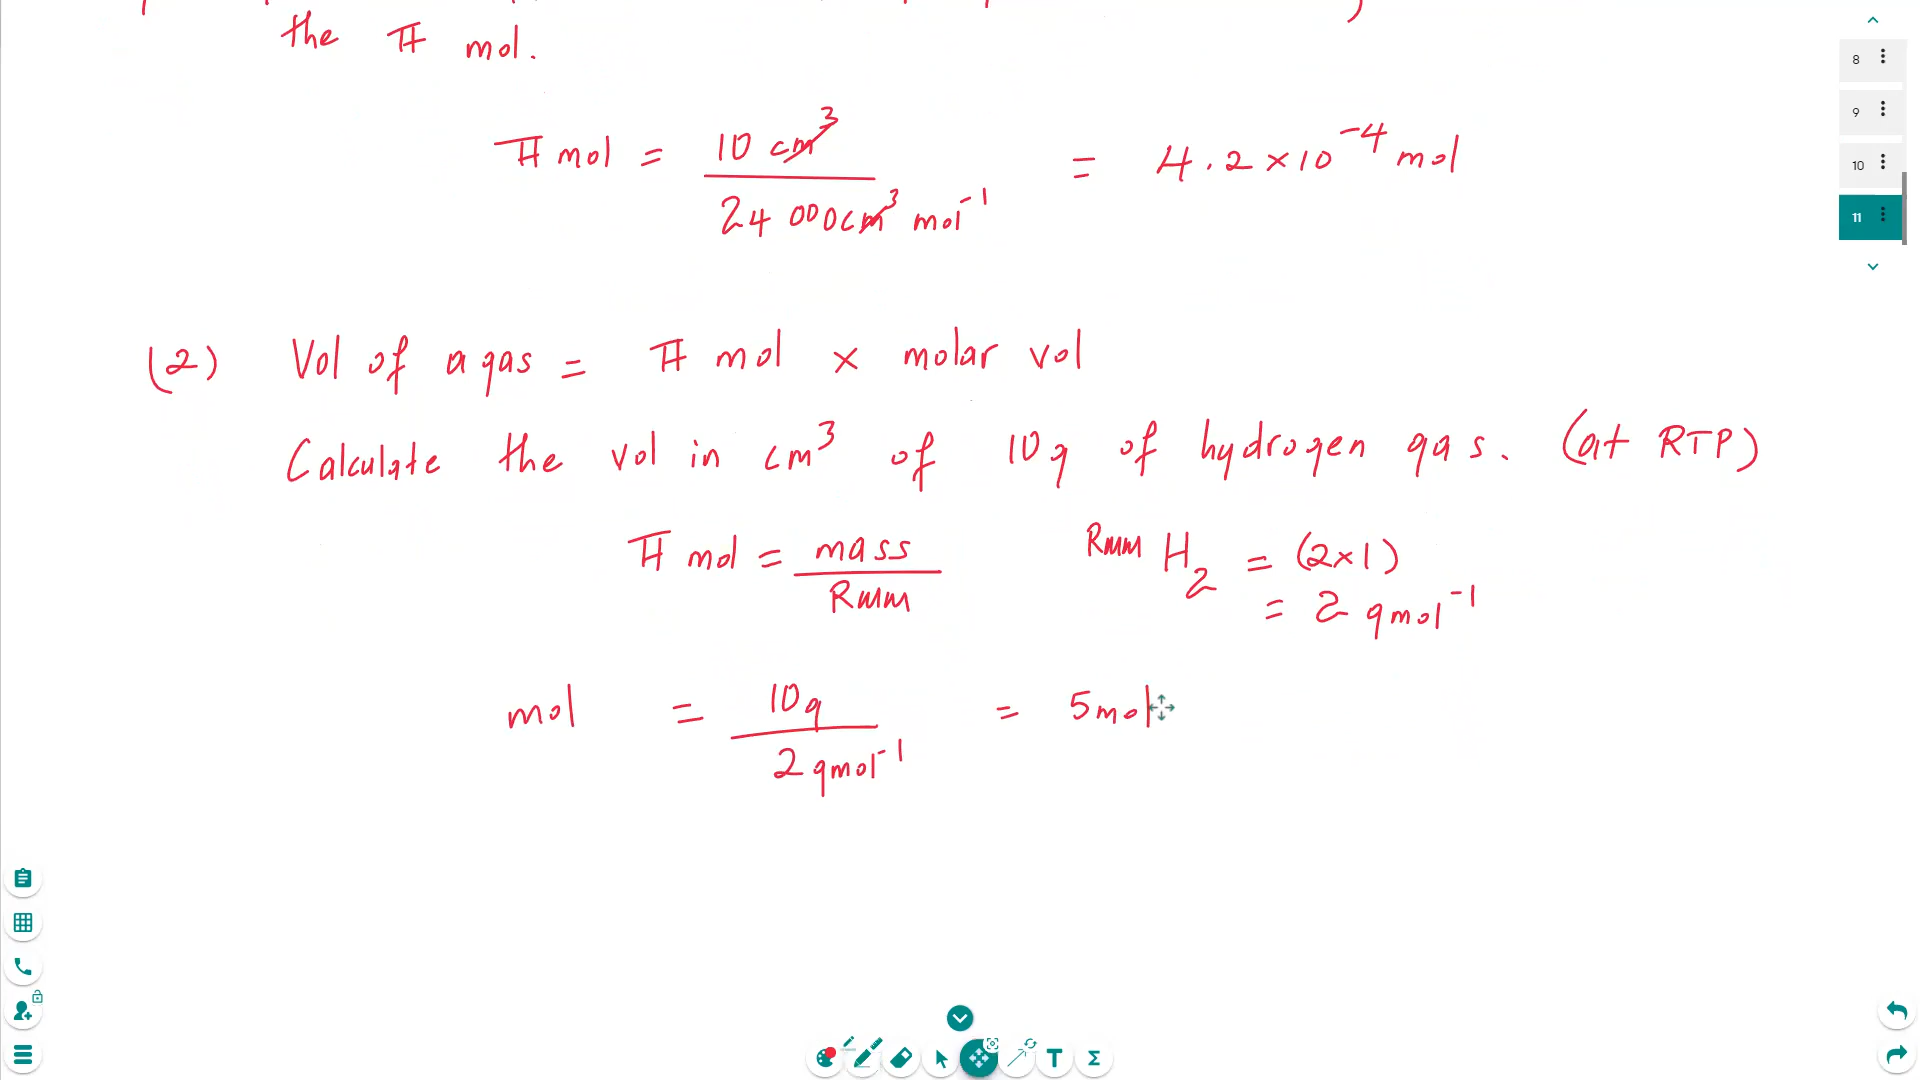 the # mol.
# mol = 10 cm³ / 24 000cm³ mol⁻¹ = 4.2 × 10⁻⁴ mol
(2) Vol of a gas = # mol × molar vol
Calculate the vol in cm³ of 10g of hydrogen gas. (at RTP)
# mol = mass / RMM
RMM H₂ = (2×1)
= 2 gmol⁻¹
mol = 10g / 2 gmol⁻¹ = 5mol
8
9
10
11
T
Σ